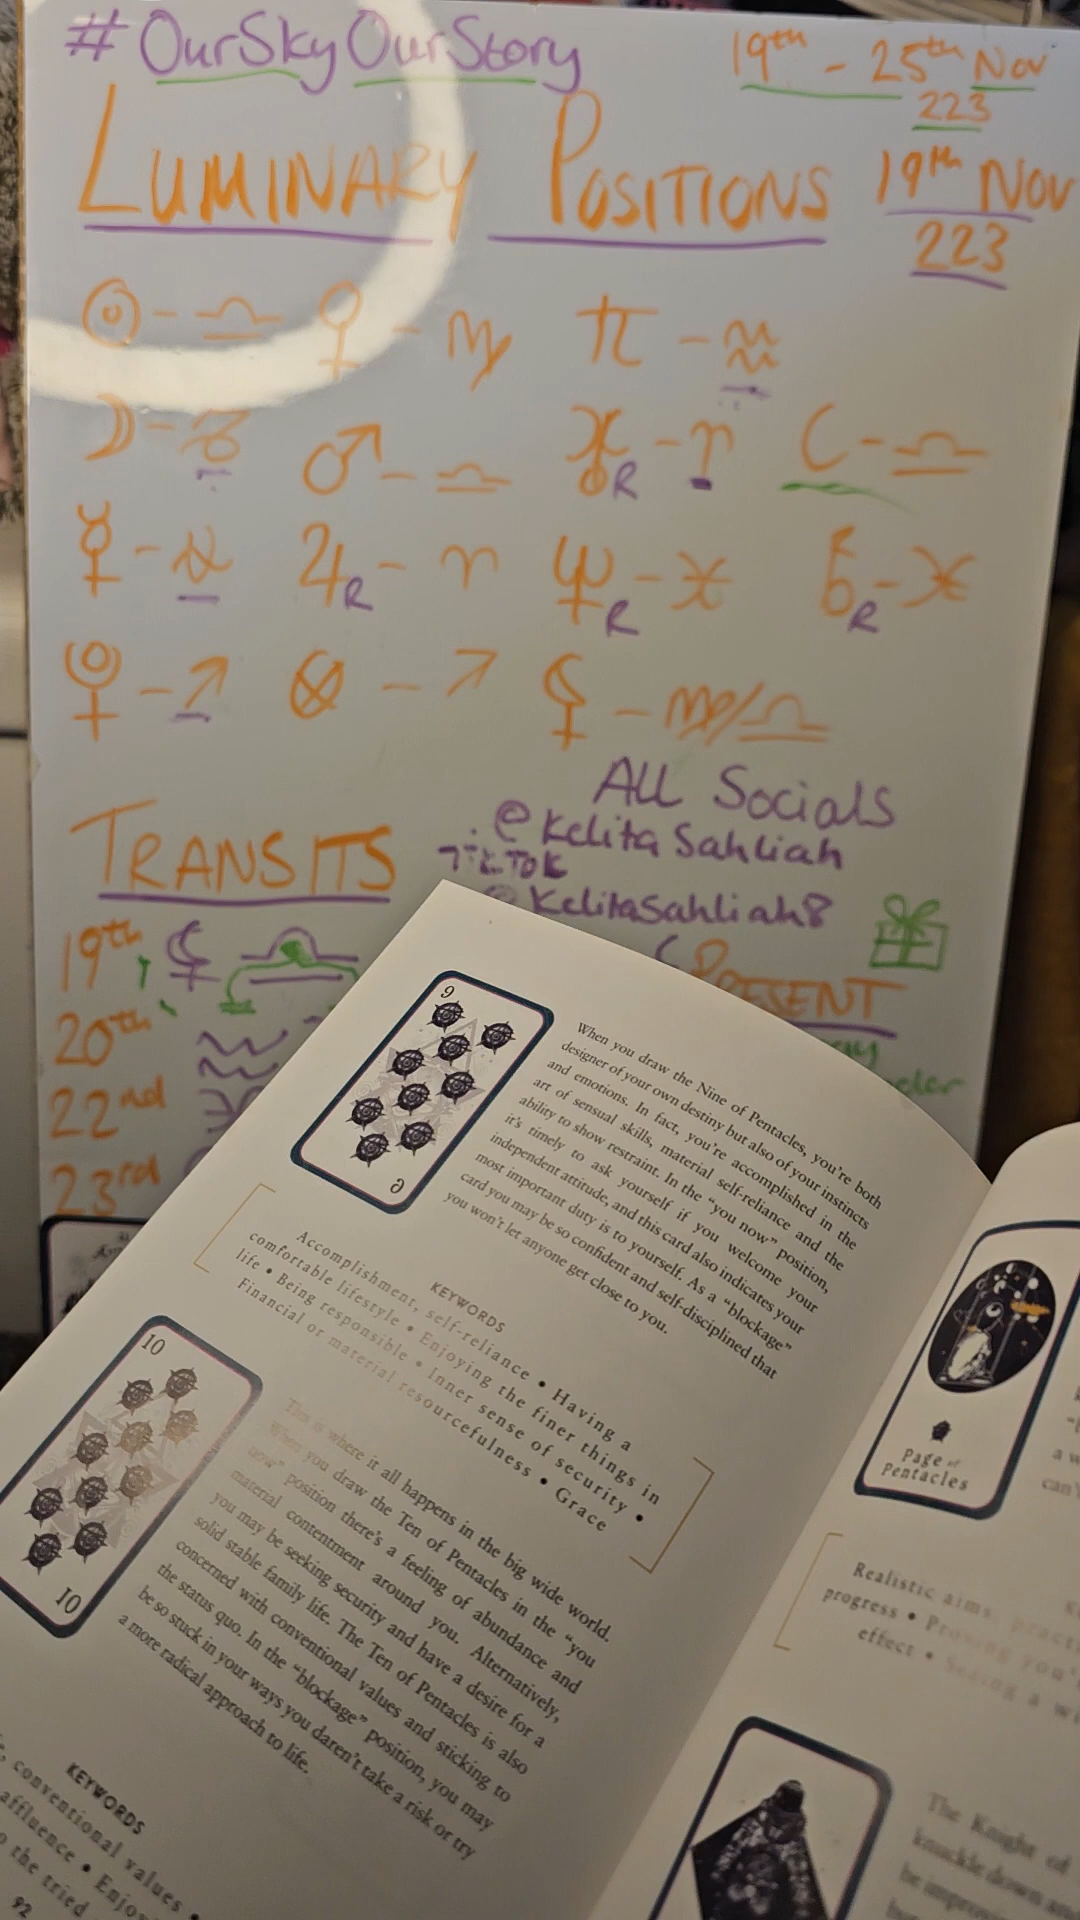 #OurSkyOurStory
19th - 25th Nov
223
LUMINARY POSITIONS
19th Nov
223
☉ - ♎ ♀ - ♍ π - ♒
☽ - ♂ - ♎ R - ♈ C - ♎
☿ - ♃R - ♈ ♆R - ♓ R - ♓
- ↗ ⊗ - ↗ ⚸ - ♍/♎
ALL Socials
@KelitaSahliah
TIKTOK
@KelitaSahliah8
TRANSITS
19th ⚸ ♎
20th
22nd
23rd
9
When you draw the Nine of Pentacles, you're both
designer of your own destiny but also of your instincts
and emotions. In fact, you're accomplished in the
art of sensual skills, material self-reliance and the
ability to show restraint. In the "you now" position,
it's timely to ask yourself if you welcome your
independent attitude, and this card also indicates your
most important duty is to yourself. As a "blockage"
card you may be so confident and self-disciplined that
you won't let anyone get close to you.
9
KEYWORDS
Accomplishment, self-reliance • Having a
comfortable lifestyle • Enjoying the finer things in
life • Being responsible • Inner sense of security •
Financial or material resourcefulness • Grace
10
This is where it all happens in the big wide world.
When you draw the Ten of Pentacles in the "you
now" position there's a feeling of abundance and
material contentment around you. Alternatively,
you may be seeking security and have a desire for a
solid stable family life. The Ten of Pentacles is also
concerned with conventional values and sticking to
the status quo. In the "blockage" position, you may
be so stuck in your ways you daren't take a risk or try
a more radical approach to life.
10
KEYWORDS
conventional values •
affluence • Enjoy
the tried
92
Page of
Pentacles
Realistic aims
progress •
effect •
The Knight of
knuckle down